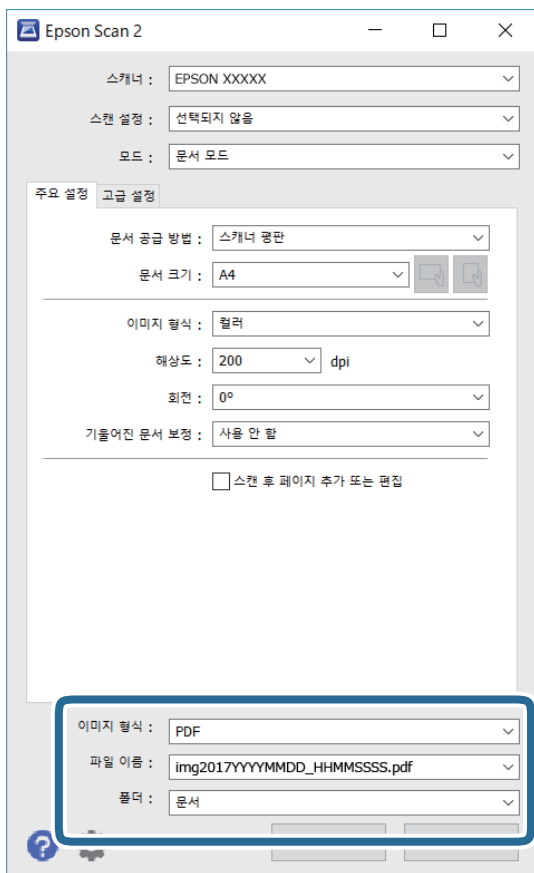 Epson Scan 2
스캐너 : EPSON XXXXX
스캔 설정 : 선택되지 않음
모드 : 문서 모드
주요 설정 고급 설정
문서 공급 방법 : 스캐너 평판
문서 크기 : A4
이미지 형식 : 컬러
해상도 : 200 dpi
회전 : 0º
기울어진 문서 보정 : 사용 안 함
스캔 후 페이지 추가 또는 편집
이미지 형식 : PDF
파일 이름 : img2017YYYYMMDD_HHMMSSSS.pdf
폴더 : 문서
?